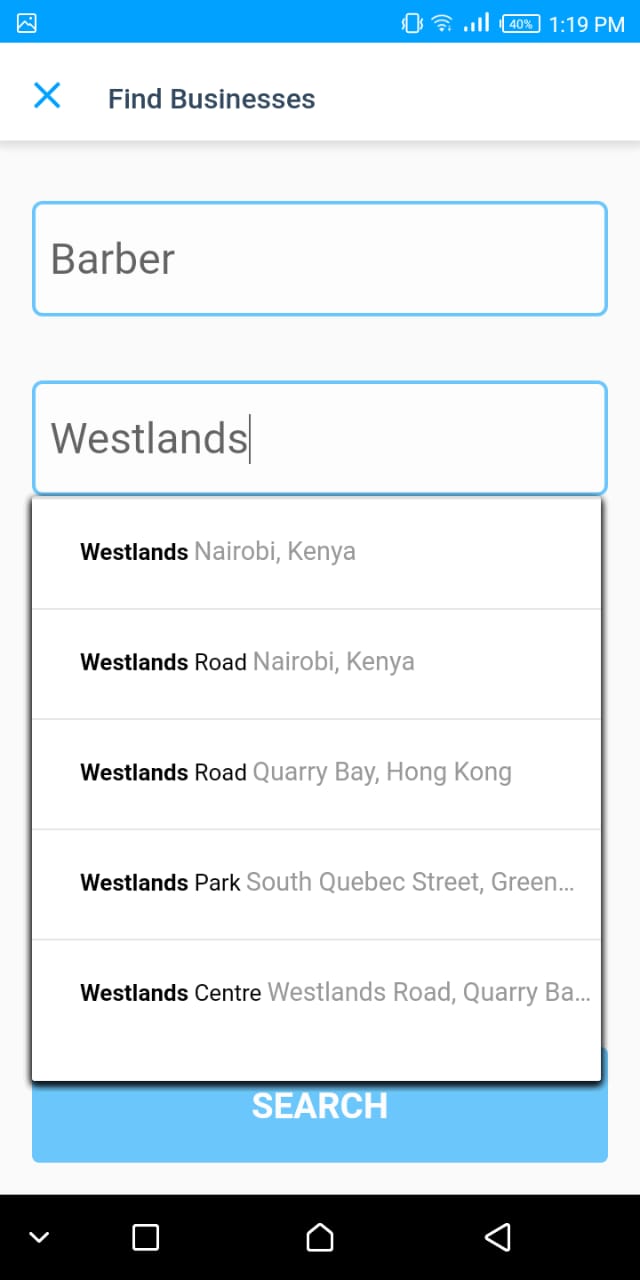 40% 1:19 PM
Find Businesses
Barber
Westlands
Westlands Nairobi, Kenya
Westlands Road Nairobi, Kenya
Westlands Road Quarry Bay, Hong Kong
Westlands Park South Quebec Street, Green...
Westlands Centre Westlands Road, Quarry Ba...
SEARCH